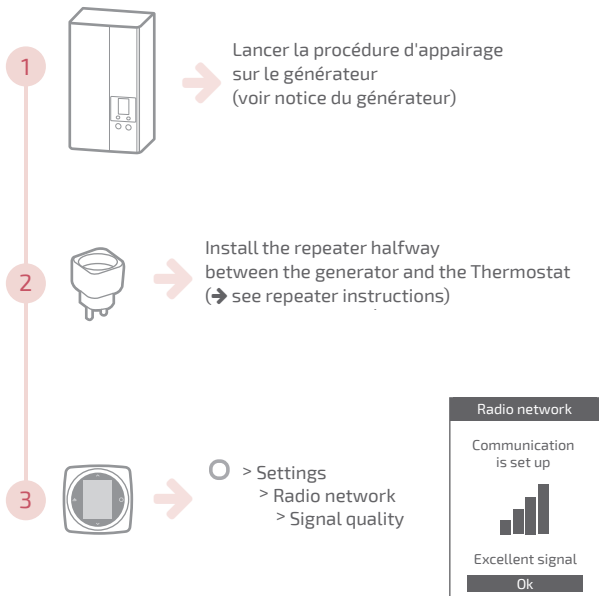 1
Lancer la procédure d'appairage
sur le générateur
(voir notice du générateur)
2
Install the repeater halfway
between the generator and the Thermostat
(➔ see repeater instructions)
3
> Settings
> Radio network
> Signal quality
Radio network
Communication
is set up
Excellent signal
Ok